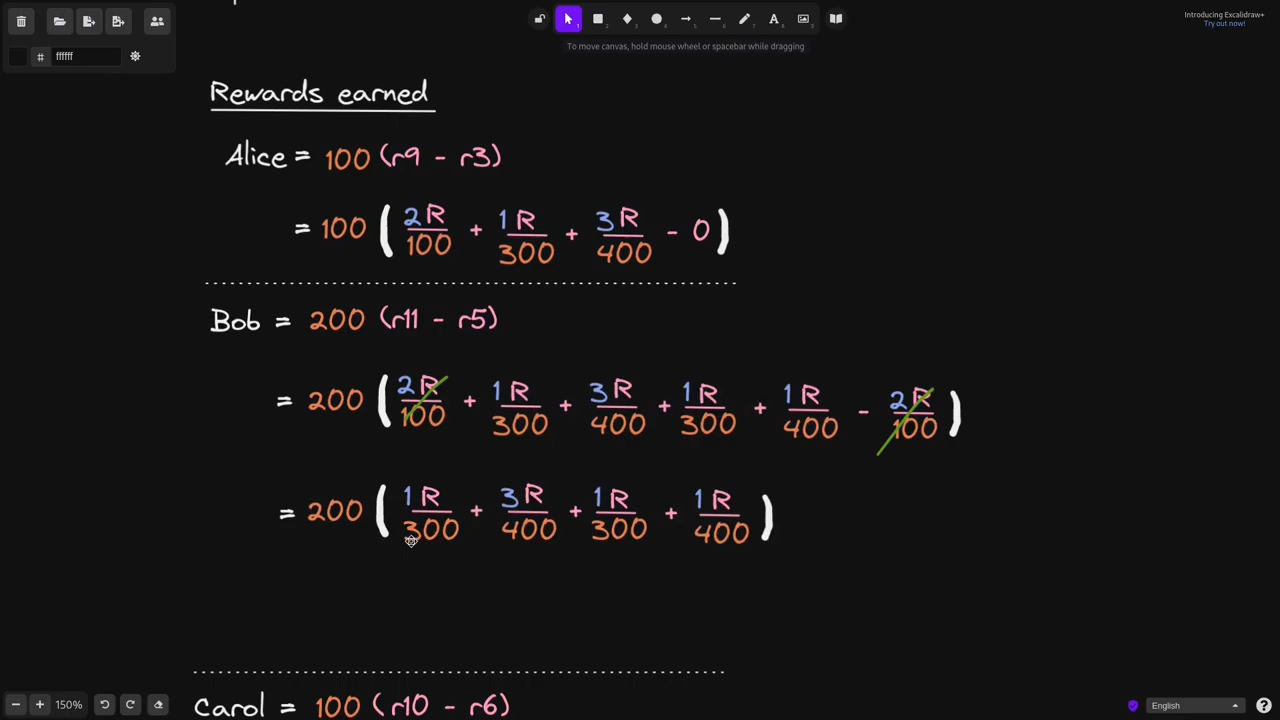 Introducing Excalidraw+
Try out now!
To move canvas, hold mouse wheel or spacebar while dragging
# ffffff
Rewards earned
Alice = 100 (r9 - r3)
= 100 ( 2R/100 + 1R/300 + 3R/400 - 0 )
Bob = 200 (r11 - r5)
= 200 ( 2R/100 + 1R/300 + 3R/400 + 1R/300 + 1R/400 - 2R/100 )
= 200 ( 1R/300 + 3R/400 + 1R/300 + 1R/400 )
Carol = 100 (r10 - r6)
150%
English